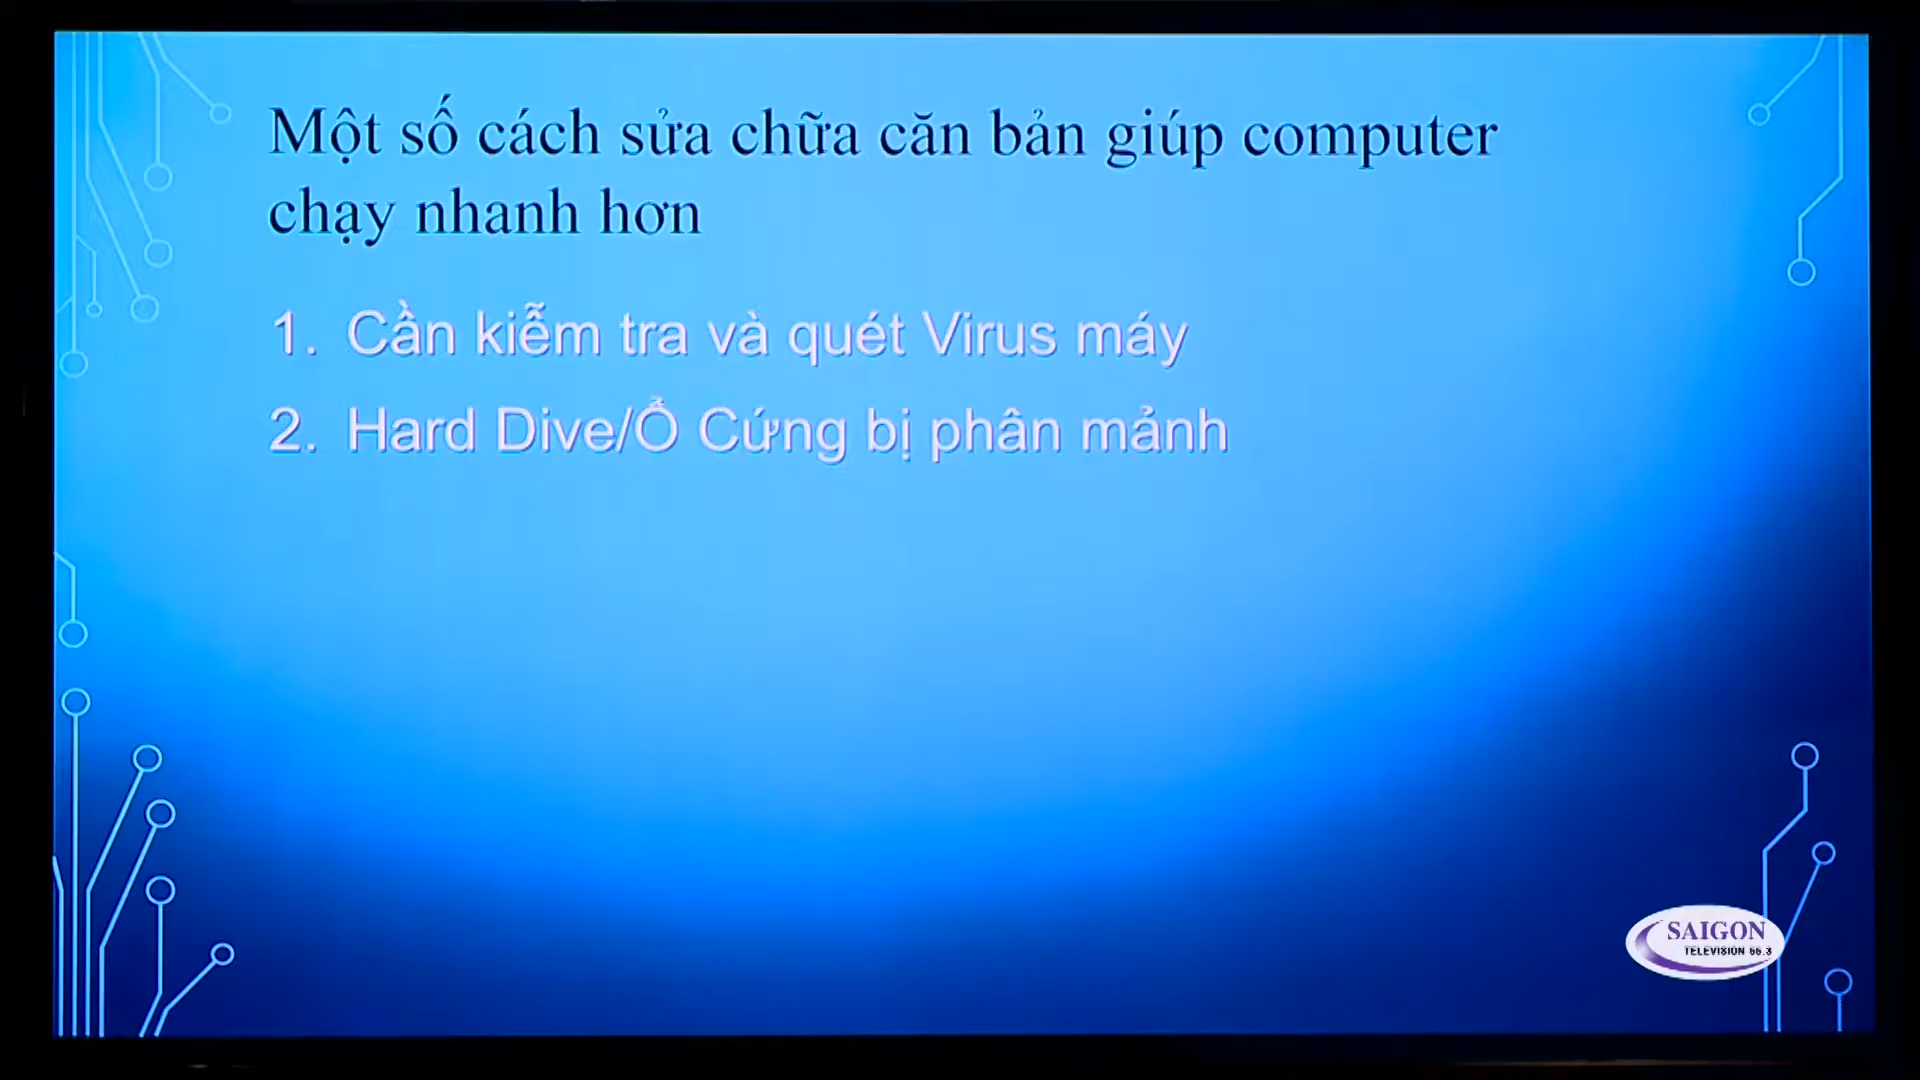 Một số cách sửa chữa căn bản giúp computer
chạy nhanh hơn
1. Cần kiễm tra và quét Virus máy
2. Hard Dive/Ổ Cứng bị phân mảnh
SAIGON
TELEVISION 66.3